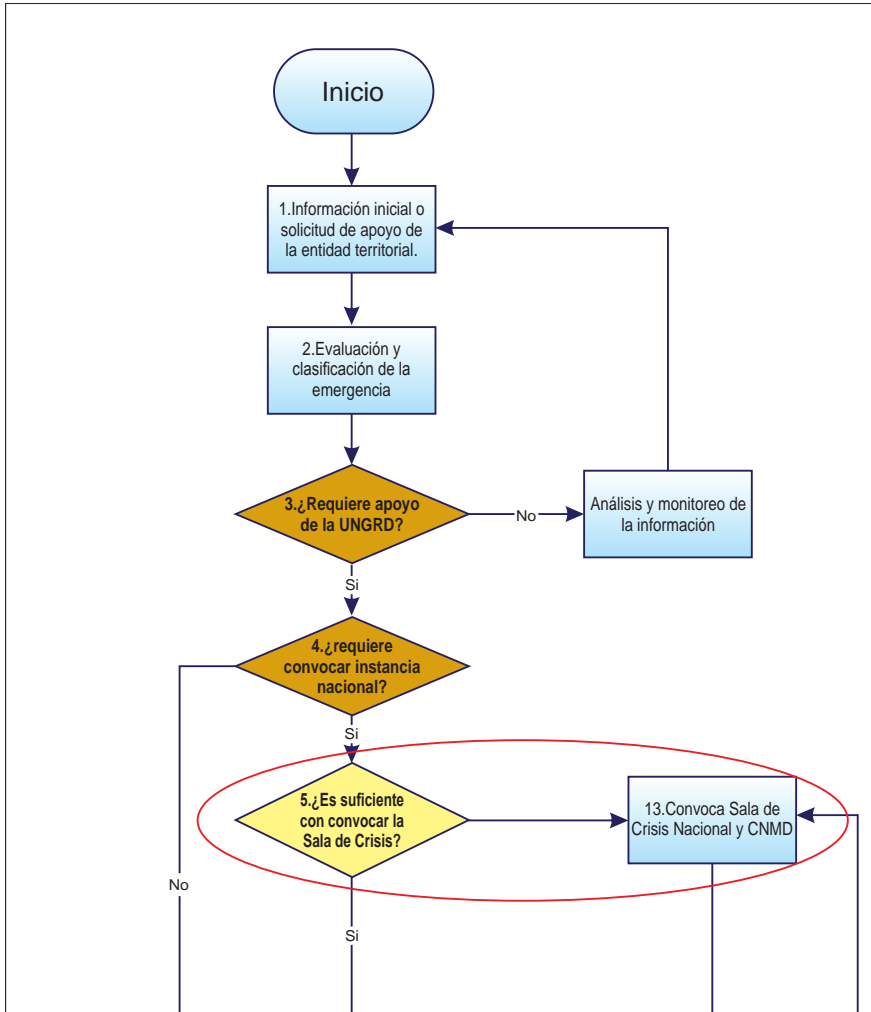 Inicio
1.Información inicial o
solicitud de apoyo de
la entidad territorial.
2.Evaluación y
clasificación de la
emergencia
3.¿Requiere apoyo
de la UNGRD?
No
Análisis y monitoreo de
la información
Si
4.¿requiere
convocar instancia
nacional?
Si
5.¿Es suficiente
con convocar la
Sala de Crisis?
13.Convoca Sala de
Crisis Nacional y CNMD
No
Si